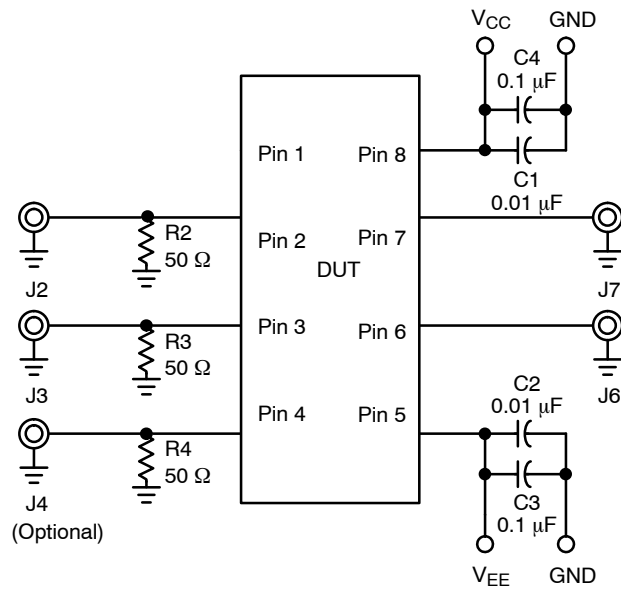 V_CC GND
C4
0.1 μF
C1
0.01 μF
Pin 1 Pin 8
Pin 2 Pin 7
DUT
Pin 3 Pin 6
Pin 4 Pin 5
R2
50 Ω
J2
R3
50 Ω
J3
R4
50 Ω
J4
(Optional)
J7
J6
C2
0.01 μF
C3
0.1 μF
V_EE GND